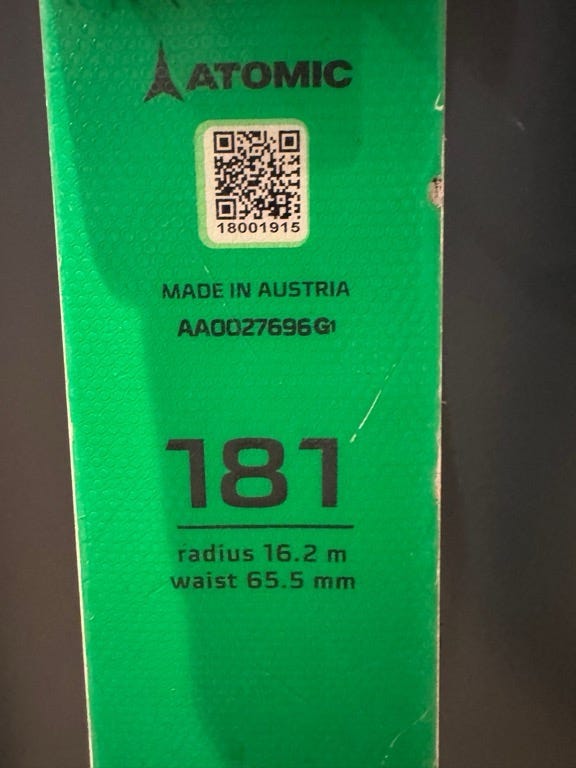 ATOMIC
18001915
MADE IN AUSTRIA
AA0027696G1
181
radius 16.2 m
waist 65.5 mm